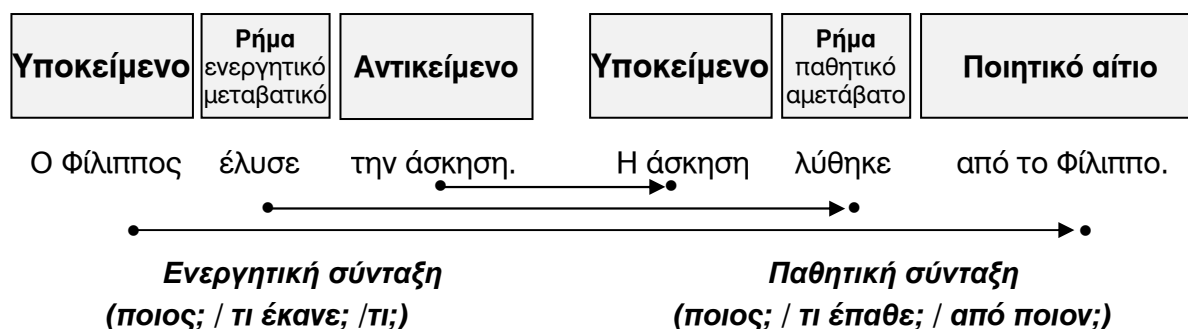 Υποκείμενο
Ρήμα
ενεργητικό
μεταβατικό
Αντικείμενο
Υποκείμενο
Ρήμα
παθητικό
αμετάβατο
Ποιητικό αίτιο
Ο Φίλιππος έλυσε την άσκηση. Η άσκηση λύθηκε από το Φίλιππο.
Ενεργητική σύνταξη
(ποιος; / τι έκανε; /τι;)
Παθητική σύνταξη
(ποιος; / τι έπαθε; / από ποιον;)